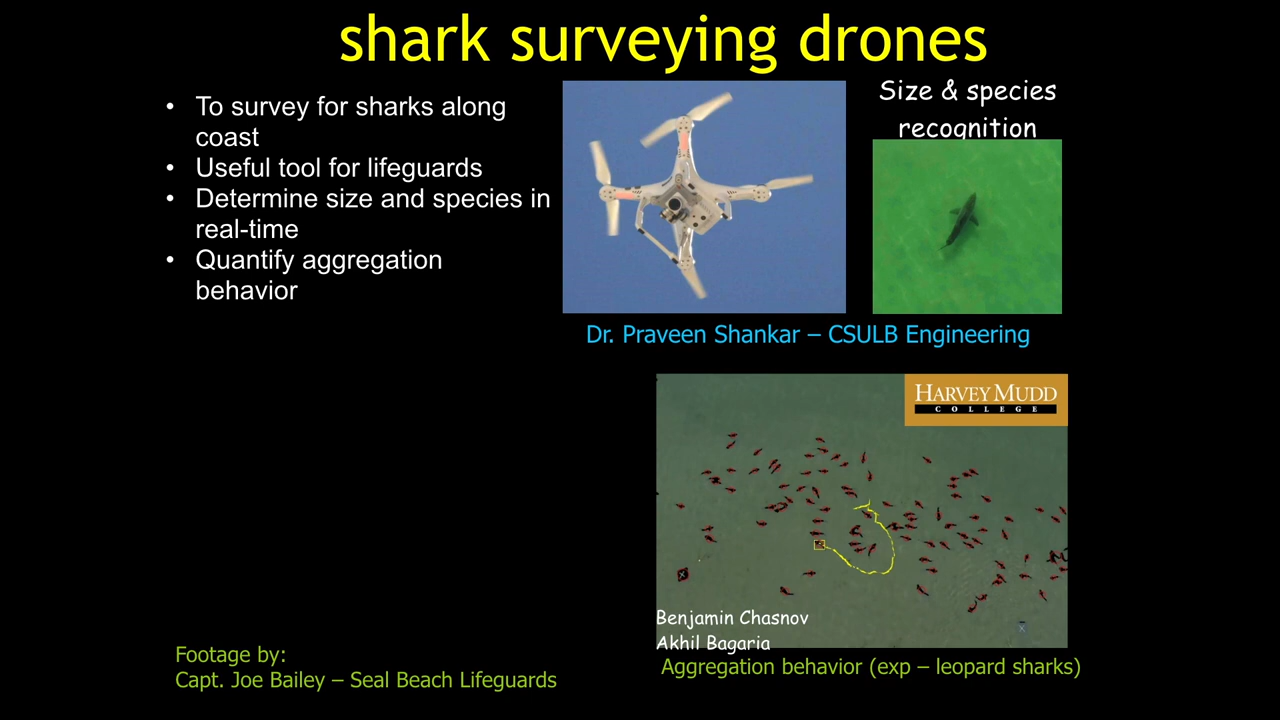 shark surveying drones
• To survey for sharks along
coast
• Useful tool for lifeguards
• Determine size and species in
real-time
• Quantify aggregation
behavior
Size & species
recognition
Dr. Praveen Shankar – CSULB Engineering
HARVEY MUDD
COLLEGE
Benjamin Chasnov
Akhil Bagaria
Aggregation behavior (exp – leopard sharks)
Footage by:
Capt. Joe Bailey – Seal Beach Lifeguards